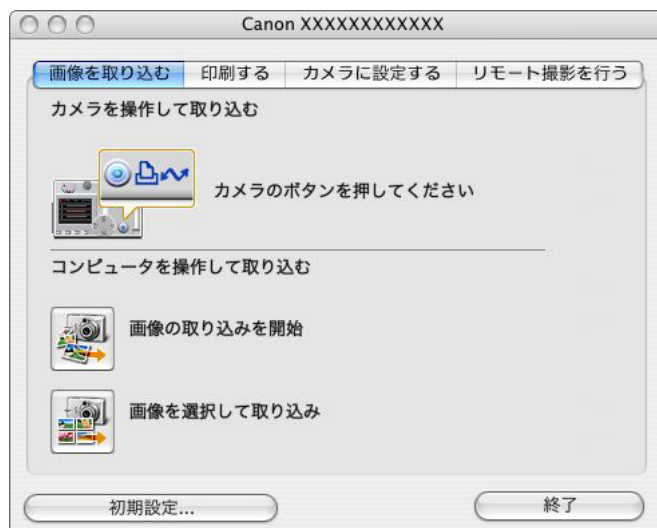 Canon XXXXXXXXXXXX
画像を取り込む 印刷する カメラに設定する リモート撮影を行う
カメラを操作して取り込む
カメラのボタンを押してください
コンピュータを操作して取り込む
画像の取り込みを開始
画像を選択して取り込み
初期設定... 終了